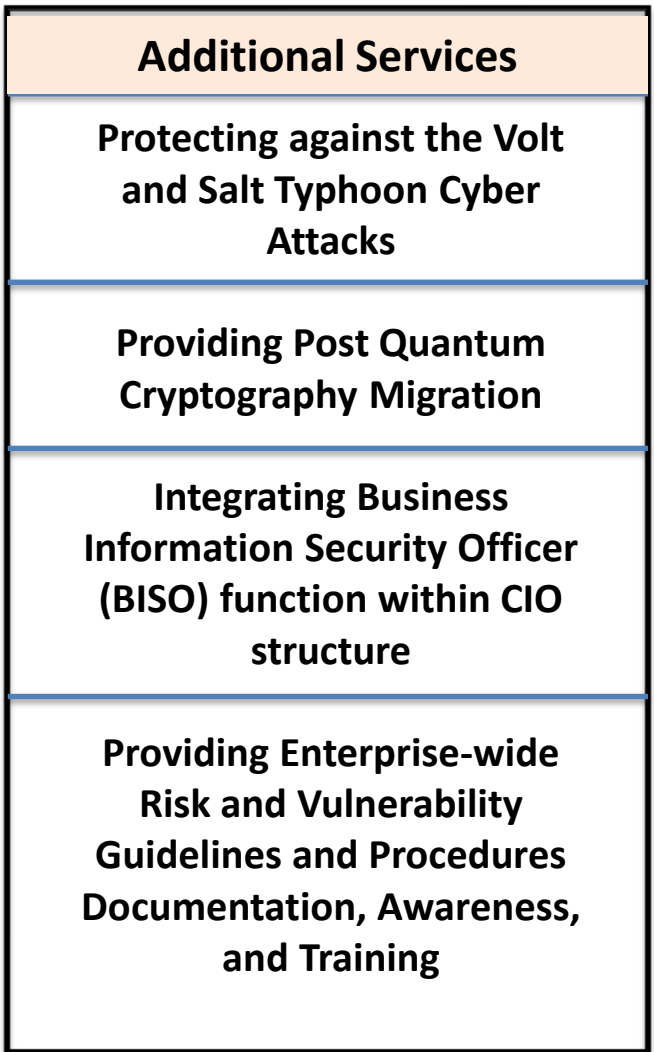 Additional Services
Protecting against the Volt
and Salt Typhoon Cyber
Attacks
Providing Post Quantum
Cryptography Migration
Integrating Business
Information Security Officer
(BISO) function within CIO
structure
Providing Enterprise-wide
Risk and Vulnerability
Guidelines and Procedures
Documentation, Awareness,
and Training